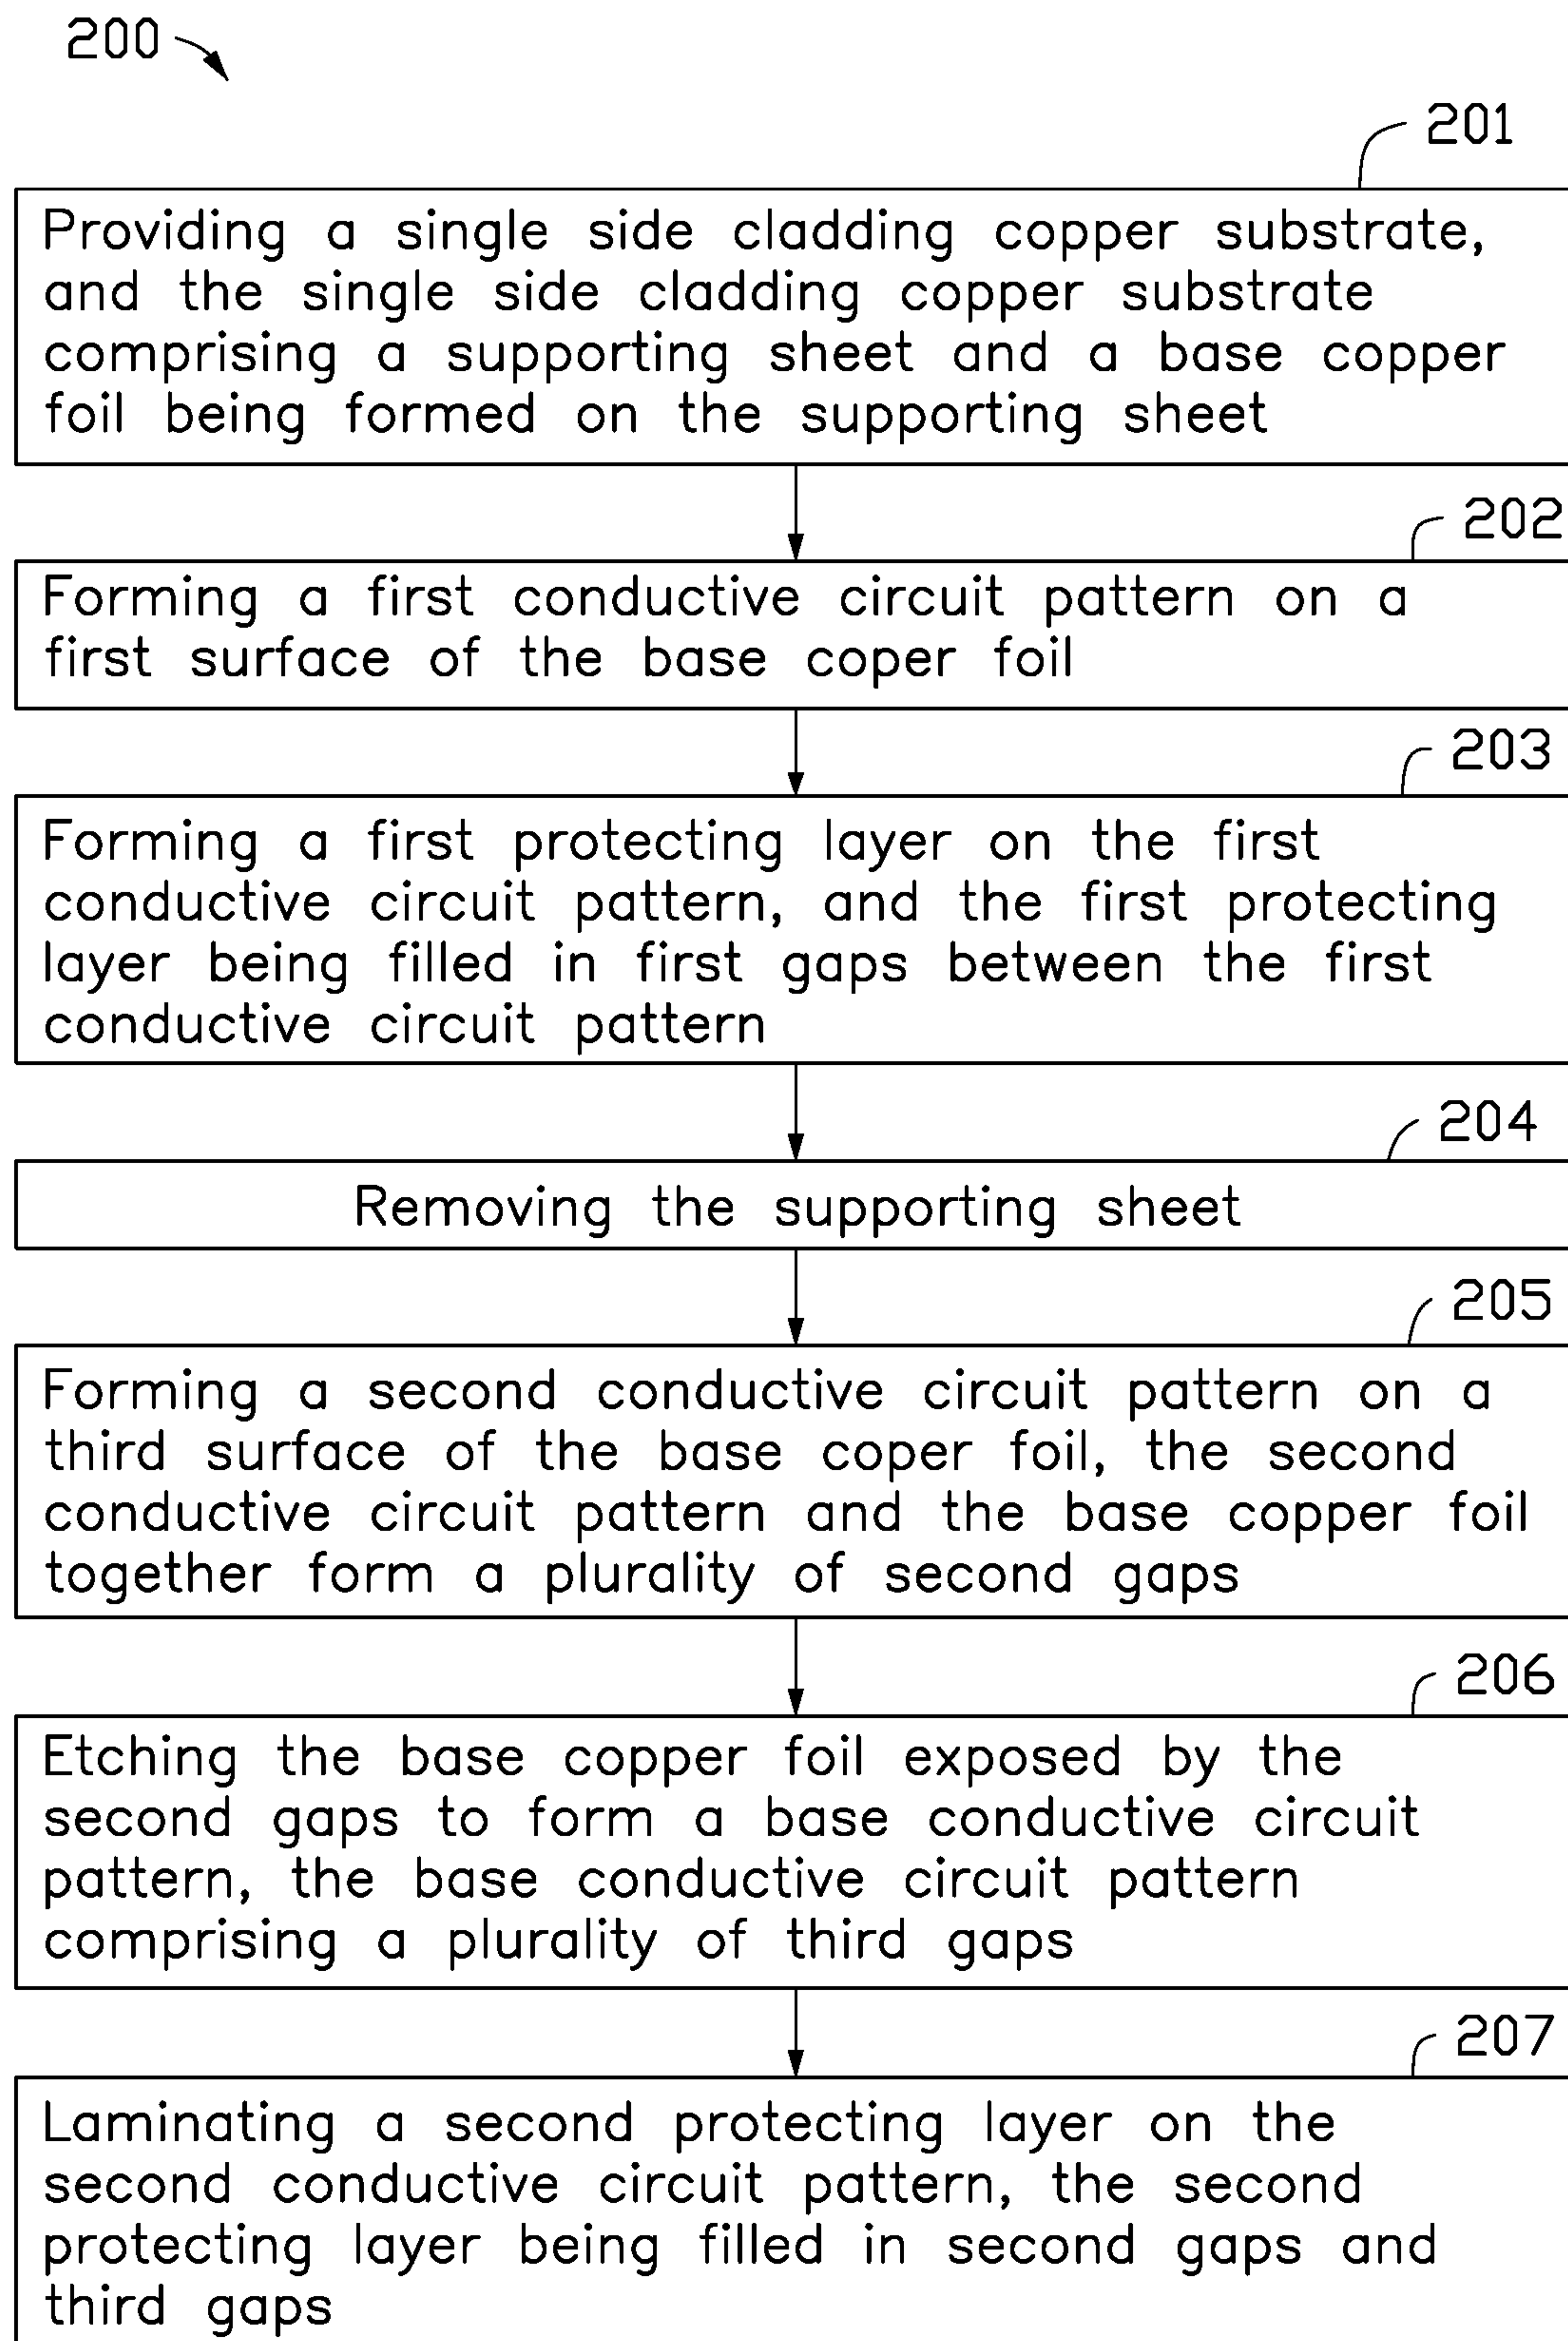 200
201
Providing a single side cladding copper substrate,
and the single side cladding copper substrate
comprising a supporting sheet and a base copper
foil being formed on the supporting sheet
202
Forming a first conductive circuit pattern on a
first surface of the base coper foil
203
Forming a first protecting layer on the first
conductive circuit pattern, and the first protecting
layer being filled in first gaps between the first
conductive circuit pattern
204
Removing the supporting sheet
205
Forming a second conductive circuit pattern on a
third surface of the base coper foil, the second
conductive circuit pattern and the base copper foil
together form a plurality of second gaps
206
Etching the base copper foil exposed by the
second gaps to form a base conductive circuit
pattern, the base conductive circuit pattern
comprising a plurality of third gaps
207
Laminating a second protecting layer on the
second conductive circuit pattern, the second
protecting layer being filled in second gaps and
third gaps